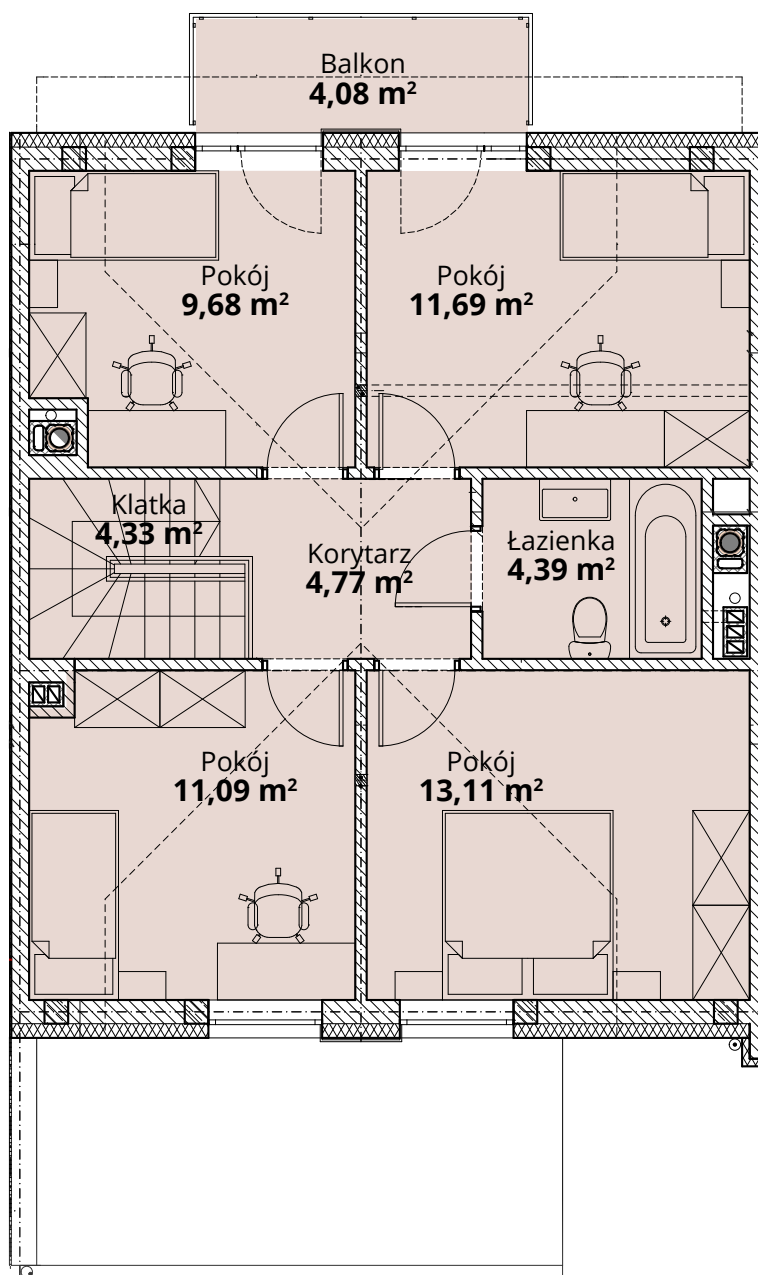 Balkon
4,08 m²
Pokój
9,68 m²
Pokój
11,69 m²
Klatka
4,33 m²
Korytarz
4,77 m²
Łazienka
4,39 m²
Pokój
11,09 m²
Pokój
13,11 m²